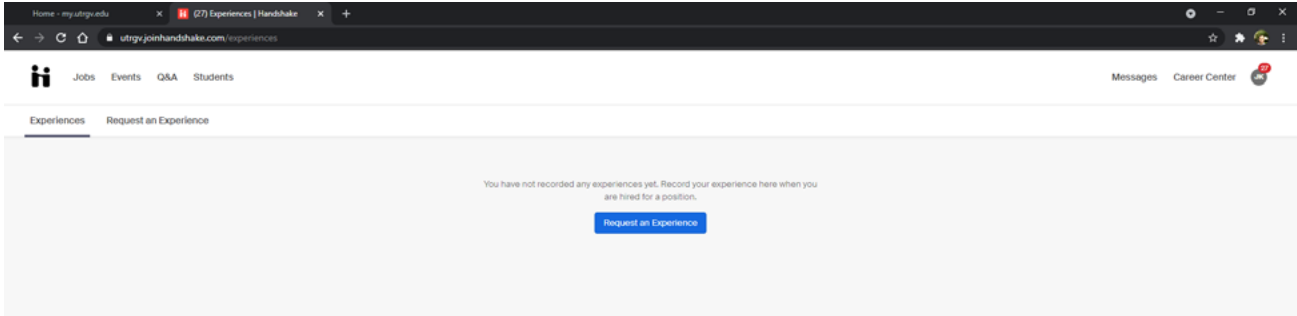 Home - my.utrgv.edu
(27) Experiences | Handshake
utrgv.joinhandshake.com/experiences
Jobs Events Q&A Students Messages Career Center 27
JK
Experiences Request an Experience
You have not recorded any experiences yet. Record your experience here when you
are hired for a position.
Request an Experience